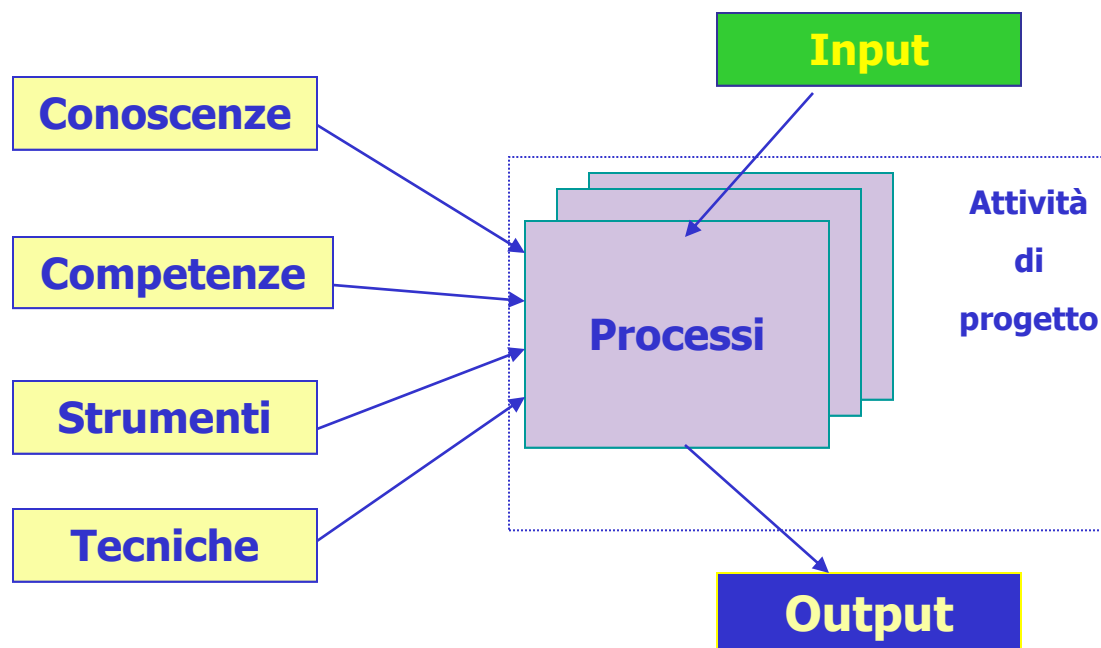 Input
Conoscenze
Attività
di
progetto
Competenze
Processi
Strumenti
Tecniche
Output